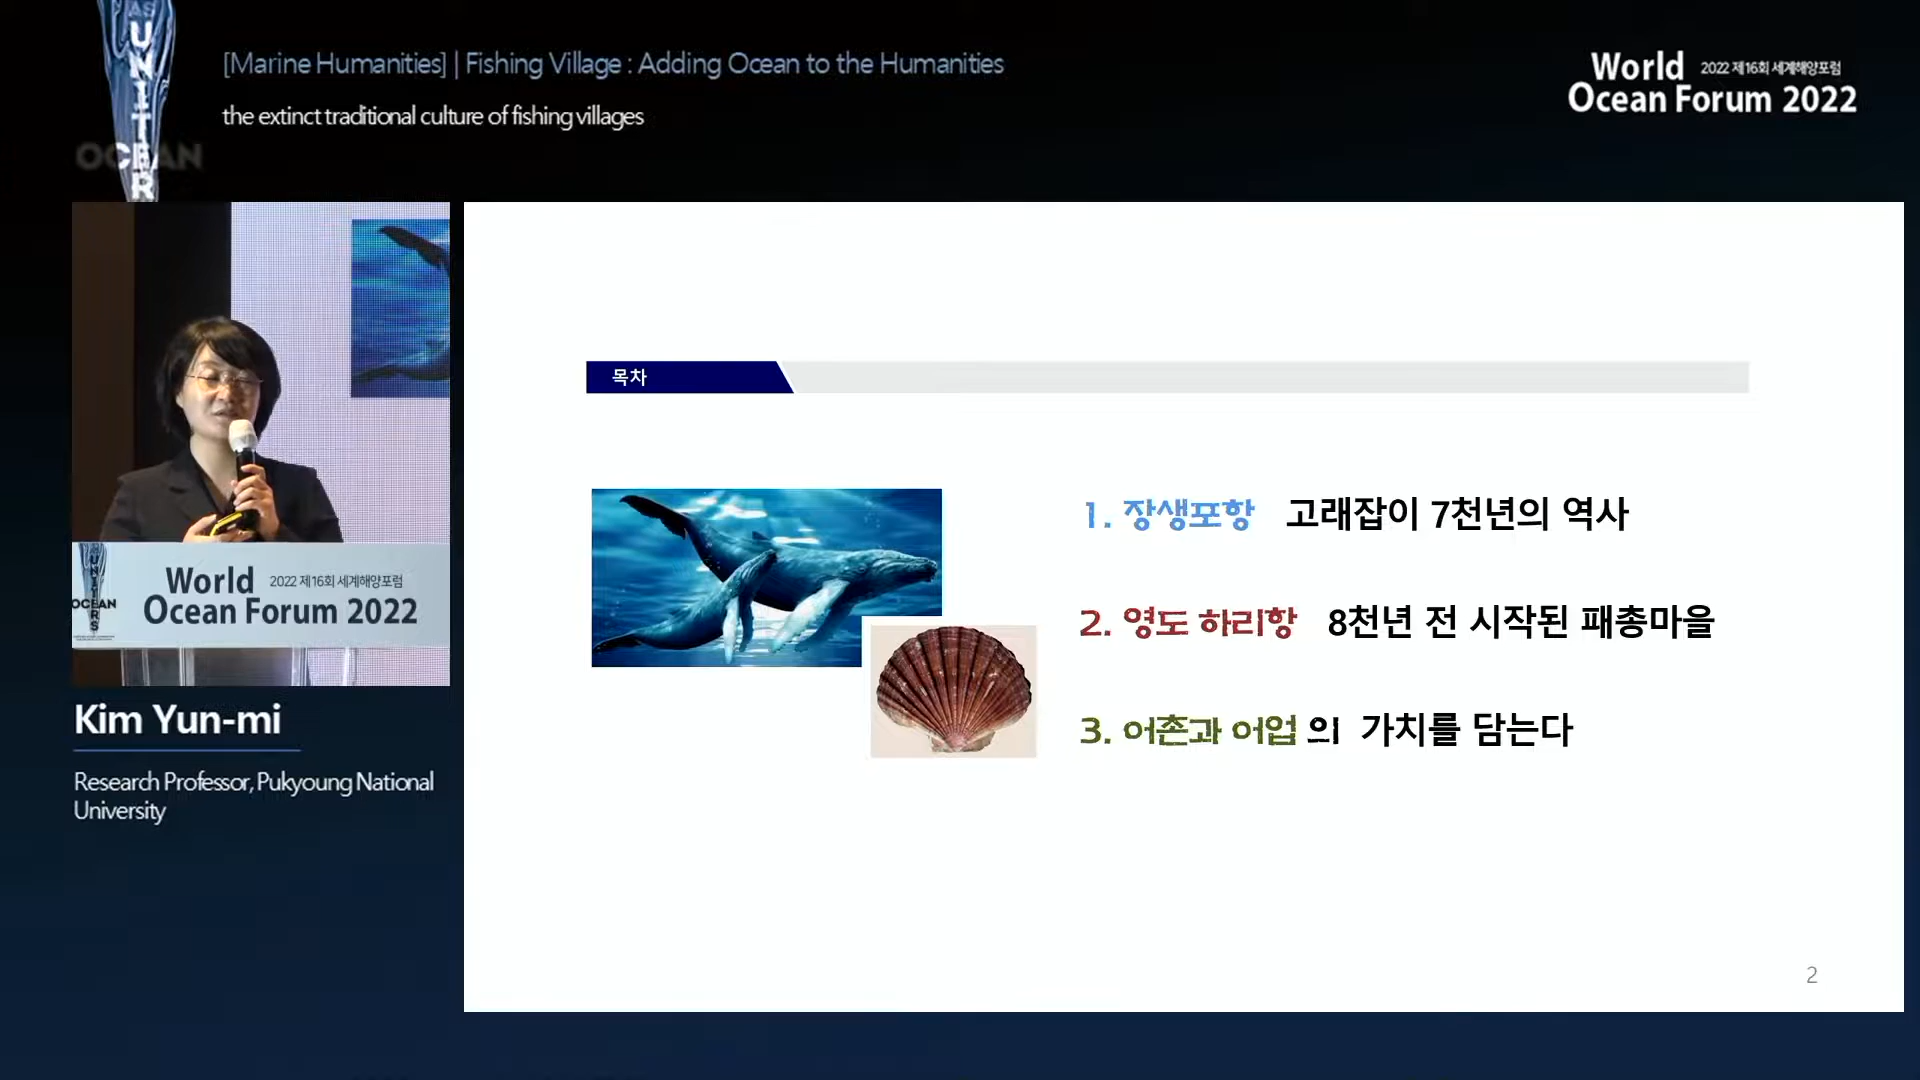 AS
UNITER
OCEAN
[Marine Humanities] | Fishing Village : Adding Ocean to the Humanities
the extinct traditional culture of fishing villages
World 2022 제16회 세계해양포럼
Ocean Forum 2022
목차
1. 장생포항 고래잡이 7천년의 역사
2. 영도 하리항 8천년 전 시작된 패총마을
3. 어촌과 어업 의 가치를 담는다
2
UNITERS
OCEAN
World 2022 제16회 세계해양포럼
Ocean Forum 2022
Kim Yun-mi
Research Professor, Pukyoung National
University